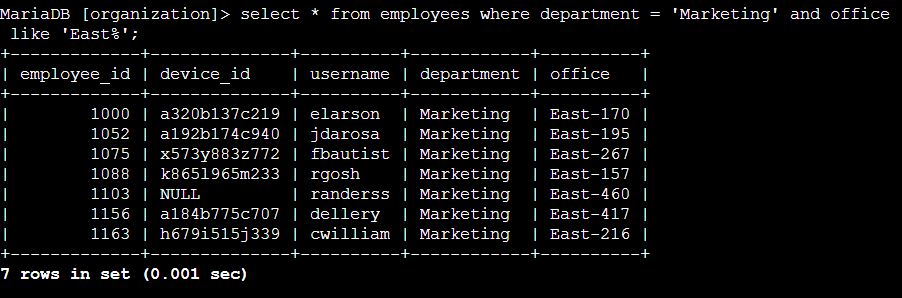 MariaDB [organization]> select * from employees where department = 'Marketing' and office
 like 'East%';
+-------------+--------------+----------+------------+----------+
| employee_id | device_id    | username | department | office   |
+-------------+--------------+----------+------------+----------+
|        1000 | a320b137c219 | elarson  | Marketing  | East-170 |
|        1052 | a192b174c940 | jdarosa  | Marketing  | East-195 |
|        1075 | x573y883z772 | fbautist | Marketing  | East-267 |
|        1088 | k865l965m233 | rgosh    | Marketing  | East-157 |
|        1103 | NULL         | randerss | Marketing  | East-460 |
|        1156 | a184b775c707 | dellery  | Marketing  | East-417 |
|        1163 | h679i515j339 | cwilliam | Marketing  | East-216 |
+-------------+--------------+----------+------------+----------+
7 rows in set (0.001 sec)